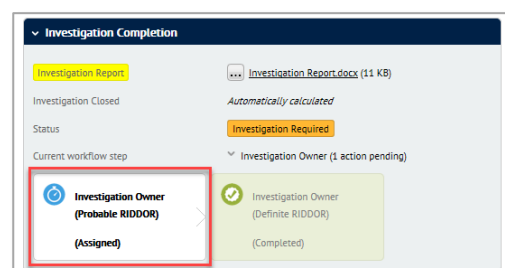 Investigation Completion
Investigation Report
... Investigation Report.docx (11 KB)
Investigation Closed
Automatically calculated
Status
Investigation Required
Current workflow step
Investigation Owner (1 action pending)
Investigation Owner
(Probable RIDDOR)
(Assigned)
Investigation Owner
(Definite RIDDOR)
(Completed)